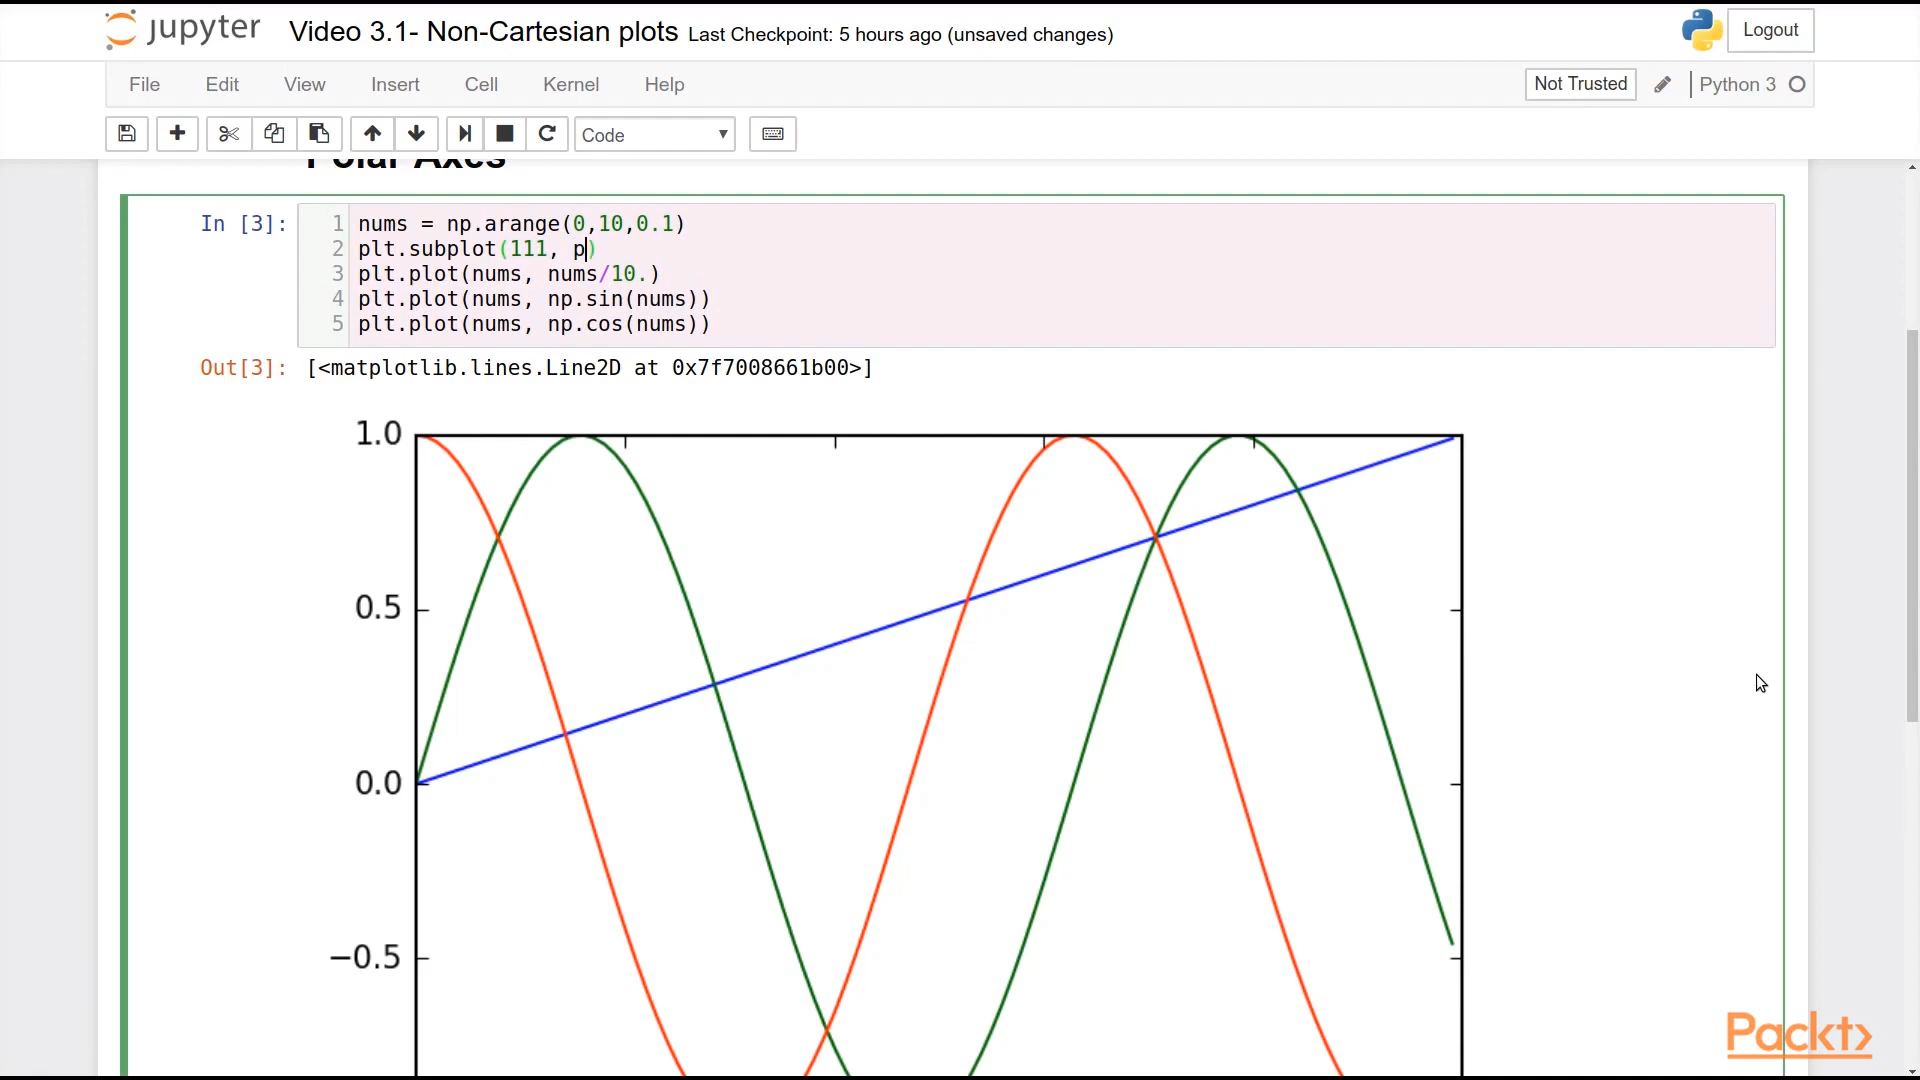 jupyter Video 3.1- Non-Cartesian plots Last Checkpoint: 5 hours ago (unsaved changes) Logout
File Edit View Insert Cell Kernel Help Not Trusted Python 3
Code
Polar Axes
In [3]: 1 nums = np.arange(0,10,0.1)
2 plt.subplot(111, p)
3 plt.plot(nums, nums/10.)
4 plt.plot(nums, np.sin(nums))
5 plt.plot(nums, np.cos(nums))
Out[3]: [<matplotlib.lines.Line2D at 0x7f7008661b00>]
1.0
0.5
0.0
−0.5
Packt>